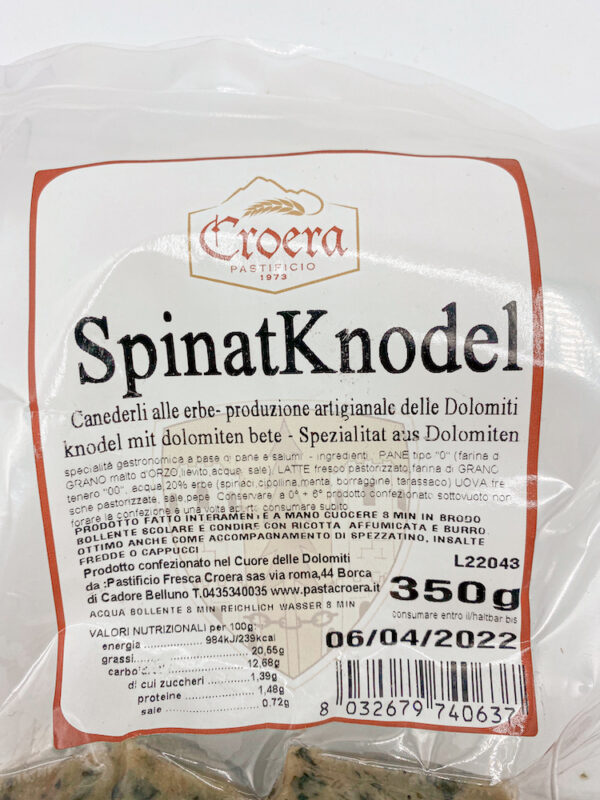 Croera
PASTIFICIO
1973
SpinatKnodel
Canederli alle erbe- produzione artigianale delle Dolomiti
knodel mit dolomiten bete - Spezialitat aus Dolomiten
specialità gastronomica a base di pane e salumi - ingredienti: PANE tipo "0" (farina di
GRANO malto d'ORZO,lievito,acqua, sale), LATTE fresco pastorizzato,farina di GRANO
tenero "00", acqua,20% erbe (spinaci,cipollina,menta, borraggine, tarassaco) UOVA fre
sche pastorizzate, sale,pepe. Conservare a 0° + 6° prodotto confezionato sottovuoto non
forare la confezione e una volta aperto consumare subito
PRODOTTO FATTO INTERAMENTE A MANO CUOCERE 8 MIN IN BRODO
BOLLENTE SCOLARE E CONDIRE CON RICOTTA AFFUMICATA E BURRO
OTTIMO ANCHE COME ACCOMPAGNAMENTO DI SPEZZATINO, INSALTE
FREDDE O CAPPUCCI
Prodotto confezionato nel Cuore delle Dolomiti
da :Pastificio Fresca Croera sas via roma,44 Borca
di Cadore Belluno T.0435340035 www.pastacroera.it
ACQUA BOLLENTE 8 MIN REICHLICH WASSER 8 MIN
L22043
350g
consumare entro il/haltbar bis
06/04/2022
VALORI NUTRIZIONALI per 100g:
energia ............... 984kJ/239kcal
grassi............... 20,55g
............... 12,68g
di cui zuccheri ............... 1,39g
proteine ............... 1,48g
sale ............... 0.72g
8 032679 740637